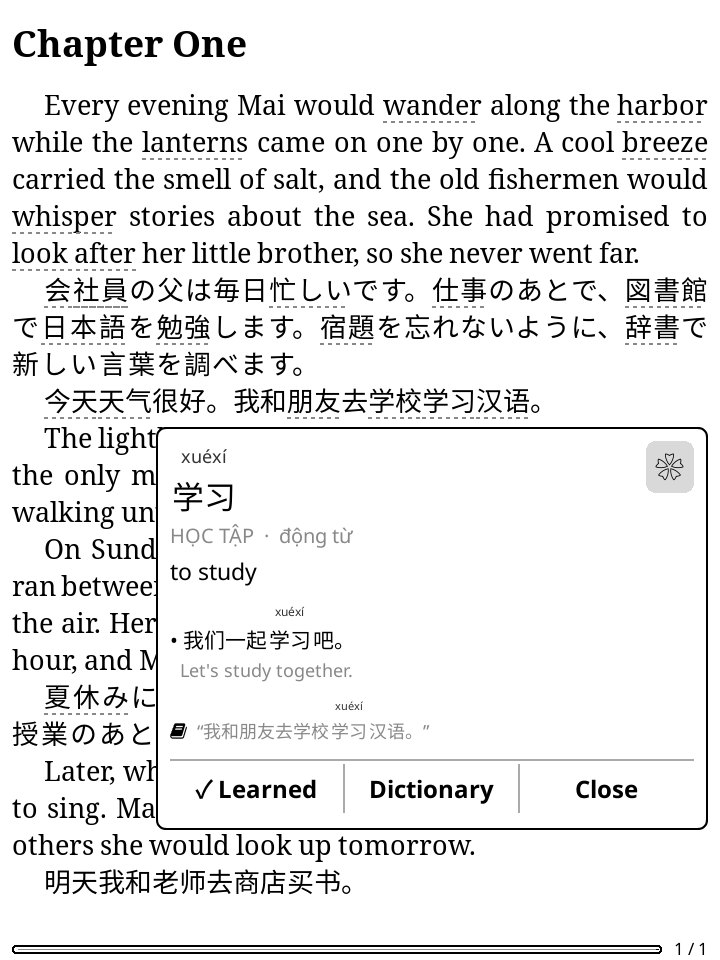 Chapter One
Every evening Mai would wander along the harbor
while the lanterns came on one by one. A cool breeze
carried the smell of salt, and the old fishermen would
whisper stories about the sea. She had promised to
look after her little brother, so she never went far.
会社員の父は毎日忙しいです。仕事のあとで、図書館
で日本語を勉強します。宿題を忘れないように、辞書で
新しい言葉を調べます。
今天天气很好。我和朋友去学校学习汉语。
The light
the only m
walking un
On Sund
ran between
the air. Her
hour, and M
夏休みに
授業のあと
Later, wh
to sing. Ma
others she would look up tomorrow.
明天我和老师去商店买书。
xuéxí
学习
HỌC TẬP · động từ
to study
xuéxí
• 我们一起学习吧。
Let's study together.
xuéxí
“我和朋友去学校学习汉语。”
✓ Learned
Dictionary
Close
1 / 1